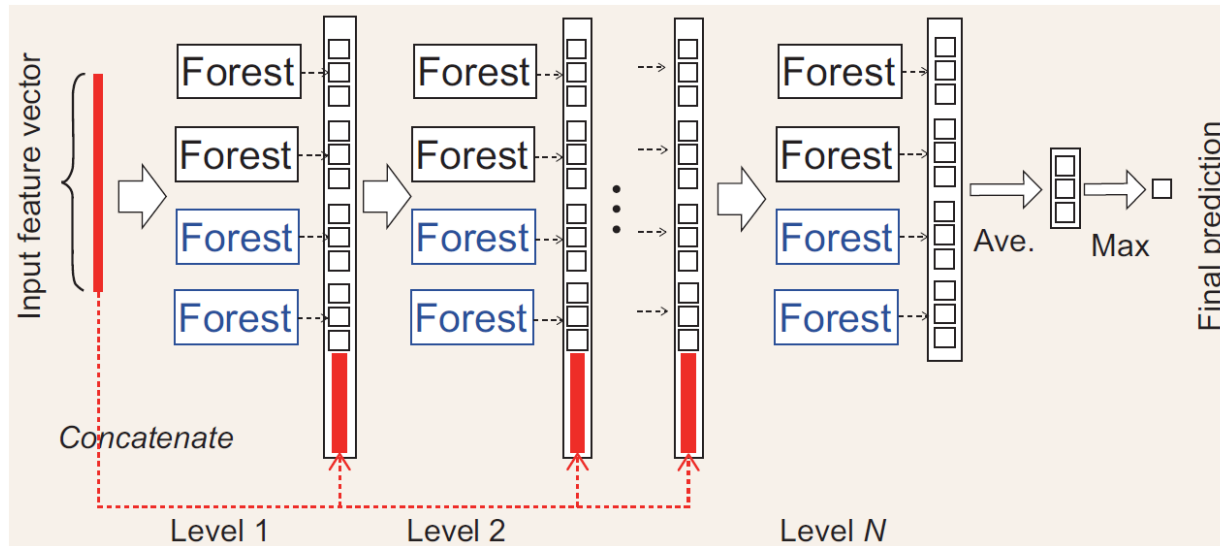 Input feature vector
Forest
Forest
Forest
Forest
Concatenate
Level 1
Forest
Forest
Forest
Forest
Level 2
Forest
Forest
Forest
Forest
Level N
Ave.
Max
Final prediction